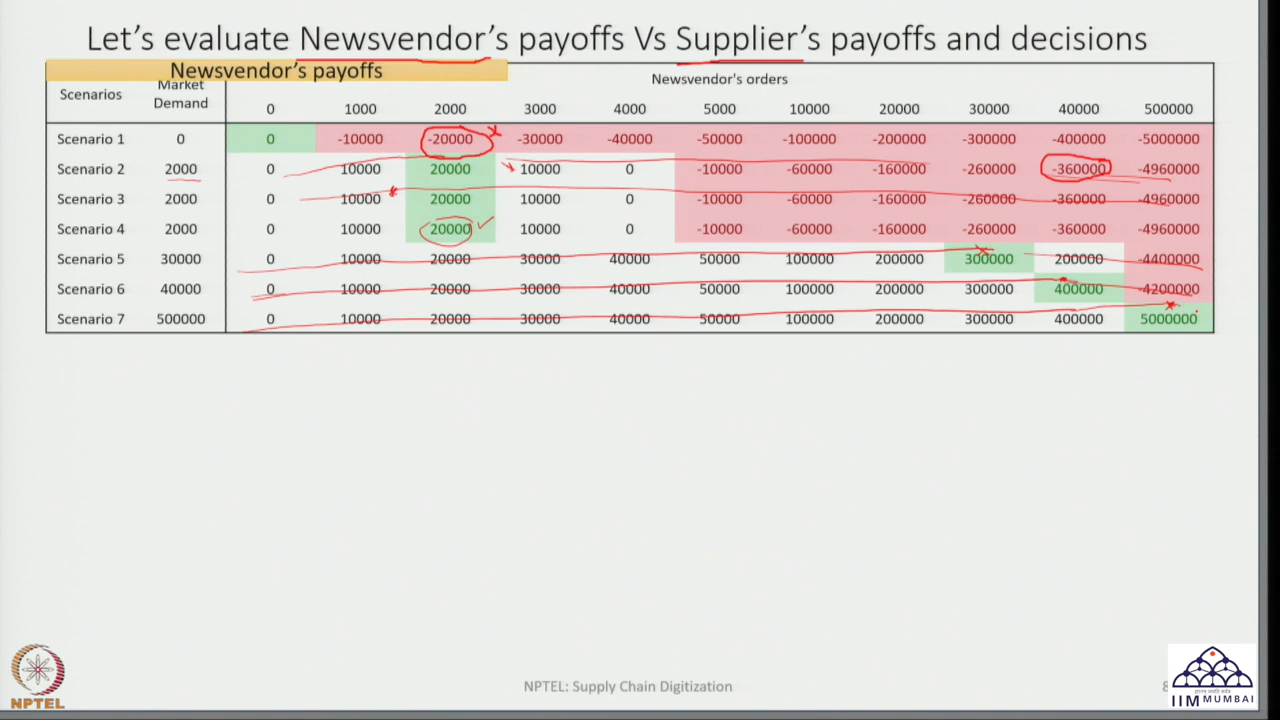 Let's evaluate Newsvendor's payoffs Vs Supplier's payoffs and decisions
Newsvendor's payoffs
Scenarios Market Demand Newsvendor's orders
0 1000 2000 3000 4000 5000 10000 20000 30000 40000 500000
Scenario 1 0 0 -10000 -20000 -30000 -40000 -50000 -100000 -200000 -300000 -400000 -5000000
Scenario 2 2000 0 10000 20000 10000 0 -10000 -60000 -160000 -260000 -360000 -4960000
Scenario 3 2000 0 10000 20000 10000 0 -10000 -60000 -160000 -260000 -360000 -4960000
Scenario 4 2000 0 10000 20000 10000 0 -10000 -60000 -160000 -260000 -360000 -4960000
Scenario 5 30000 0 10000 20000 30000 40000 50000 100000 200000 300000 200000 -4400000
Scenario 6 40000 0 10000 20000 30000 40000 50000 100000 200000 300000 400000 -4200000
Scenario 7 500000 0 10000 20000 30000 40000 50000 100000 200000 300000 400000 5000000
NPTEL
NPTEL: Supply Chain Digitization
IIM MUMBAI